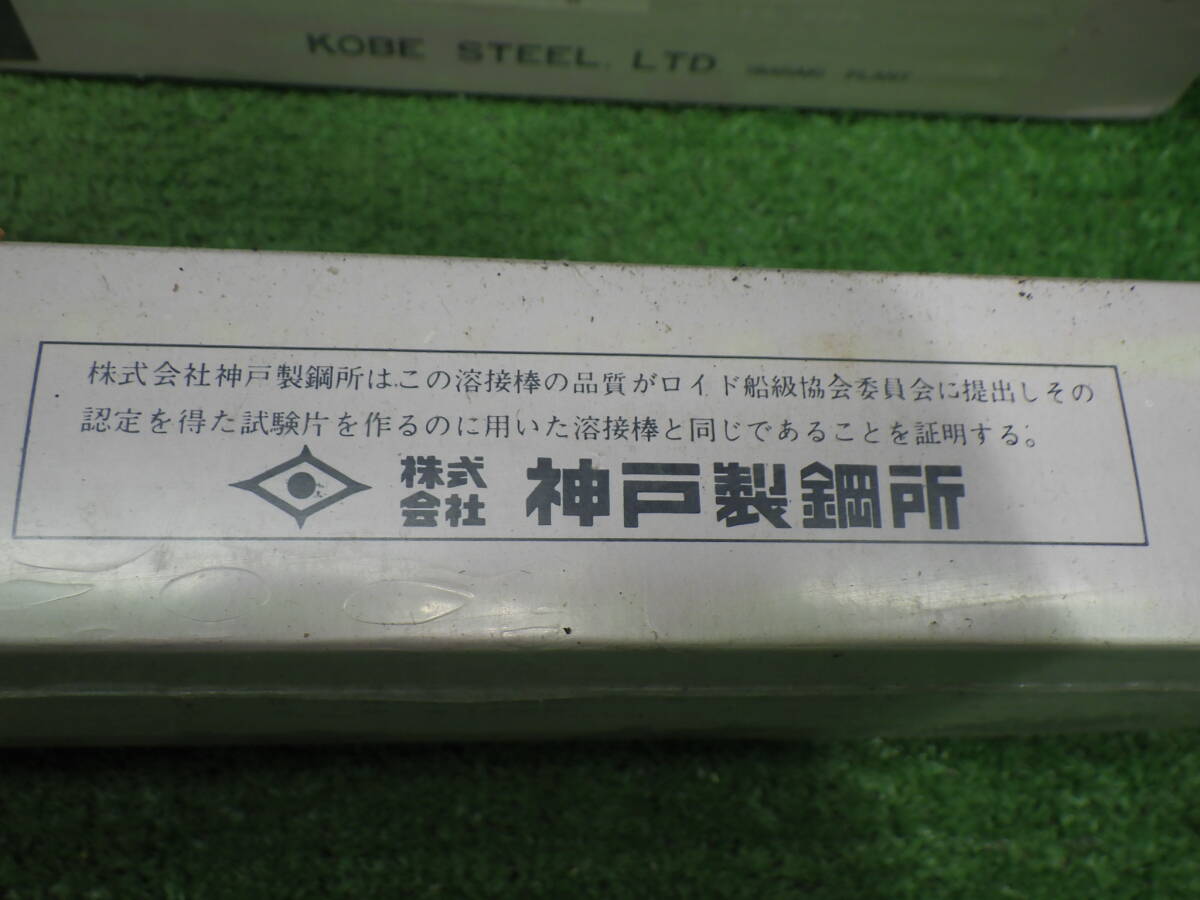 KOBE STEEL, LTD
株式会社神戸製鋼所は、この溶接棒の品質がロイド船級協会委員会に提出しその
認定を得た試験片を作るのに用いた溶接棒と同じであることを証明する。
株式会社 神戸製鋼所